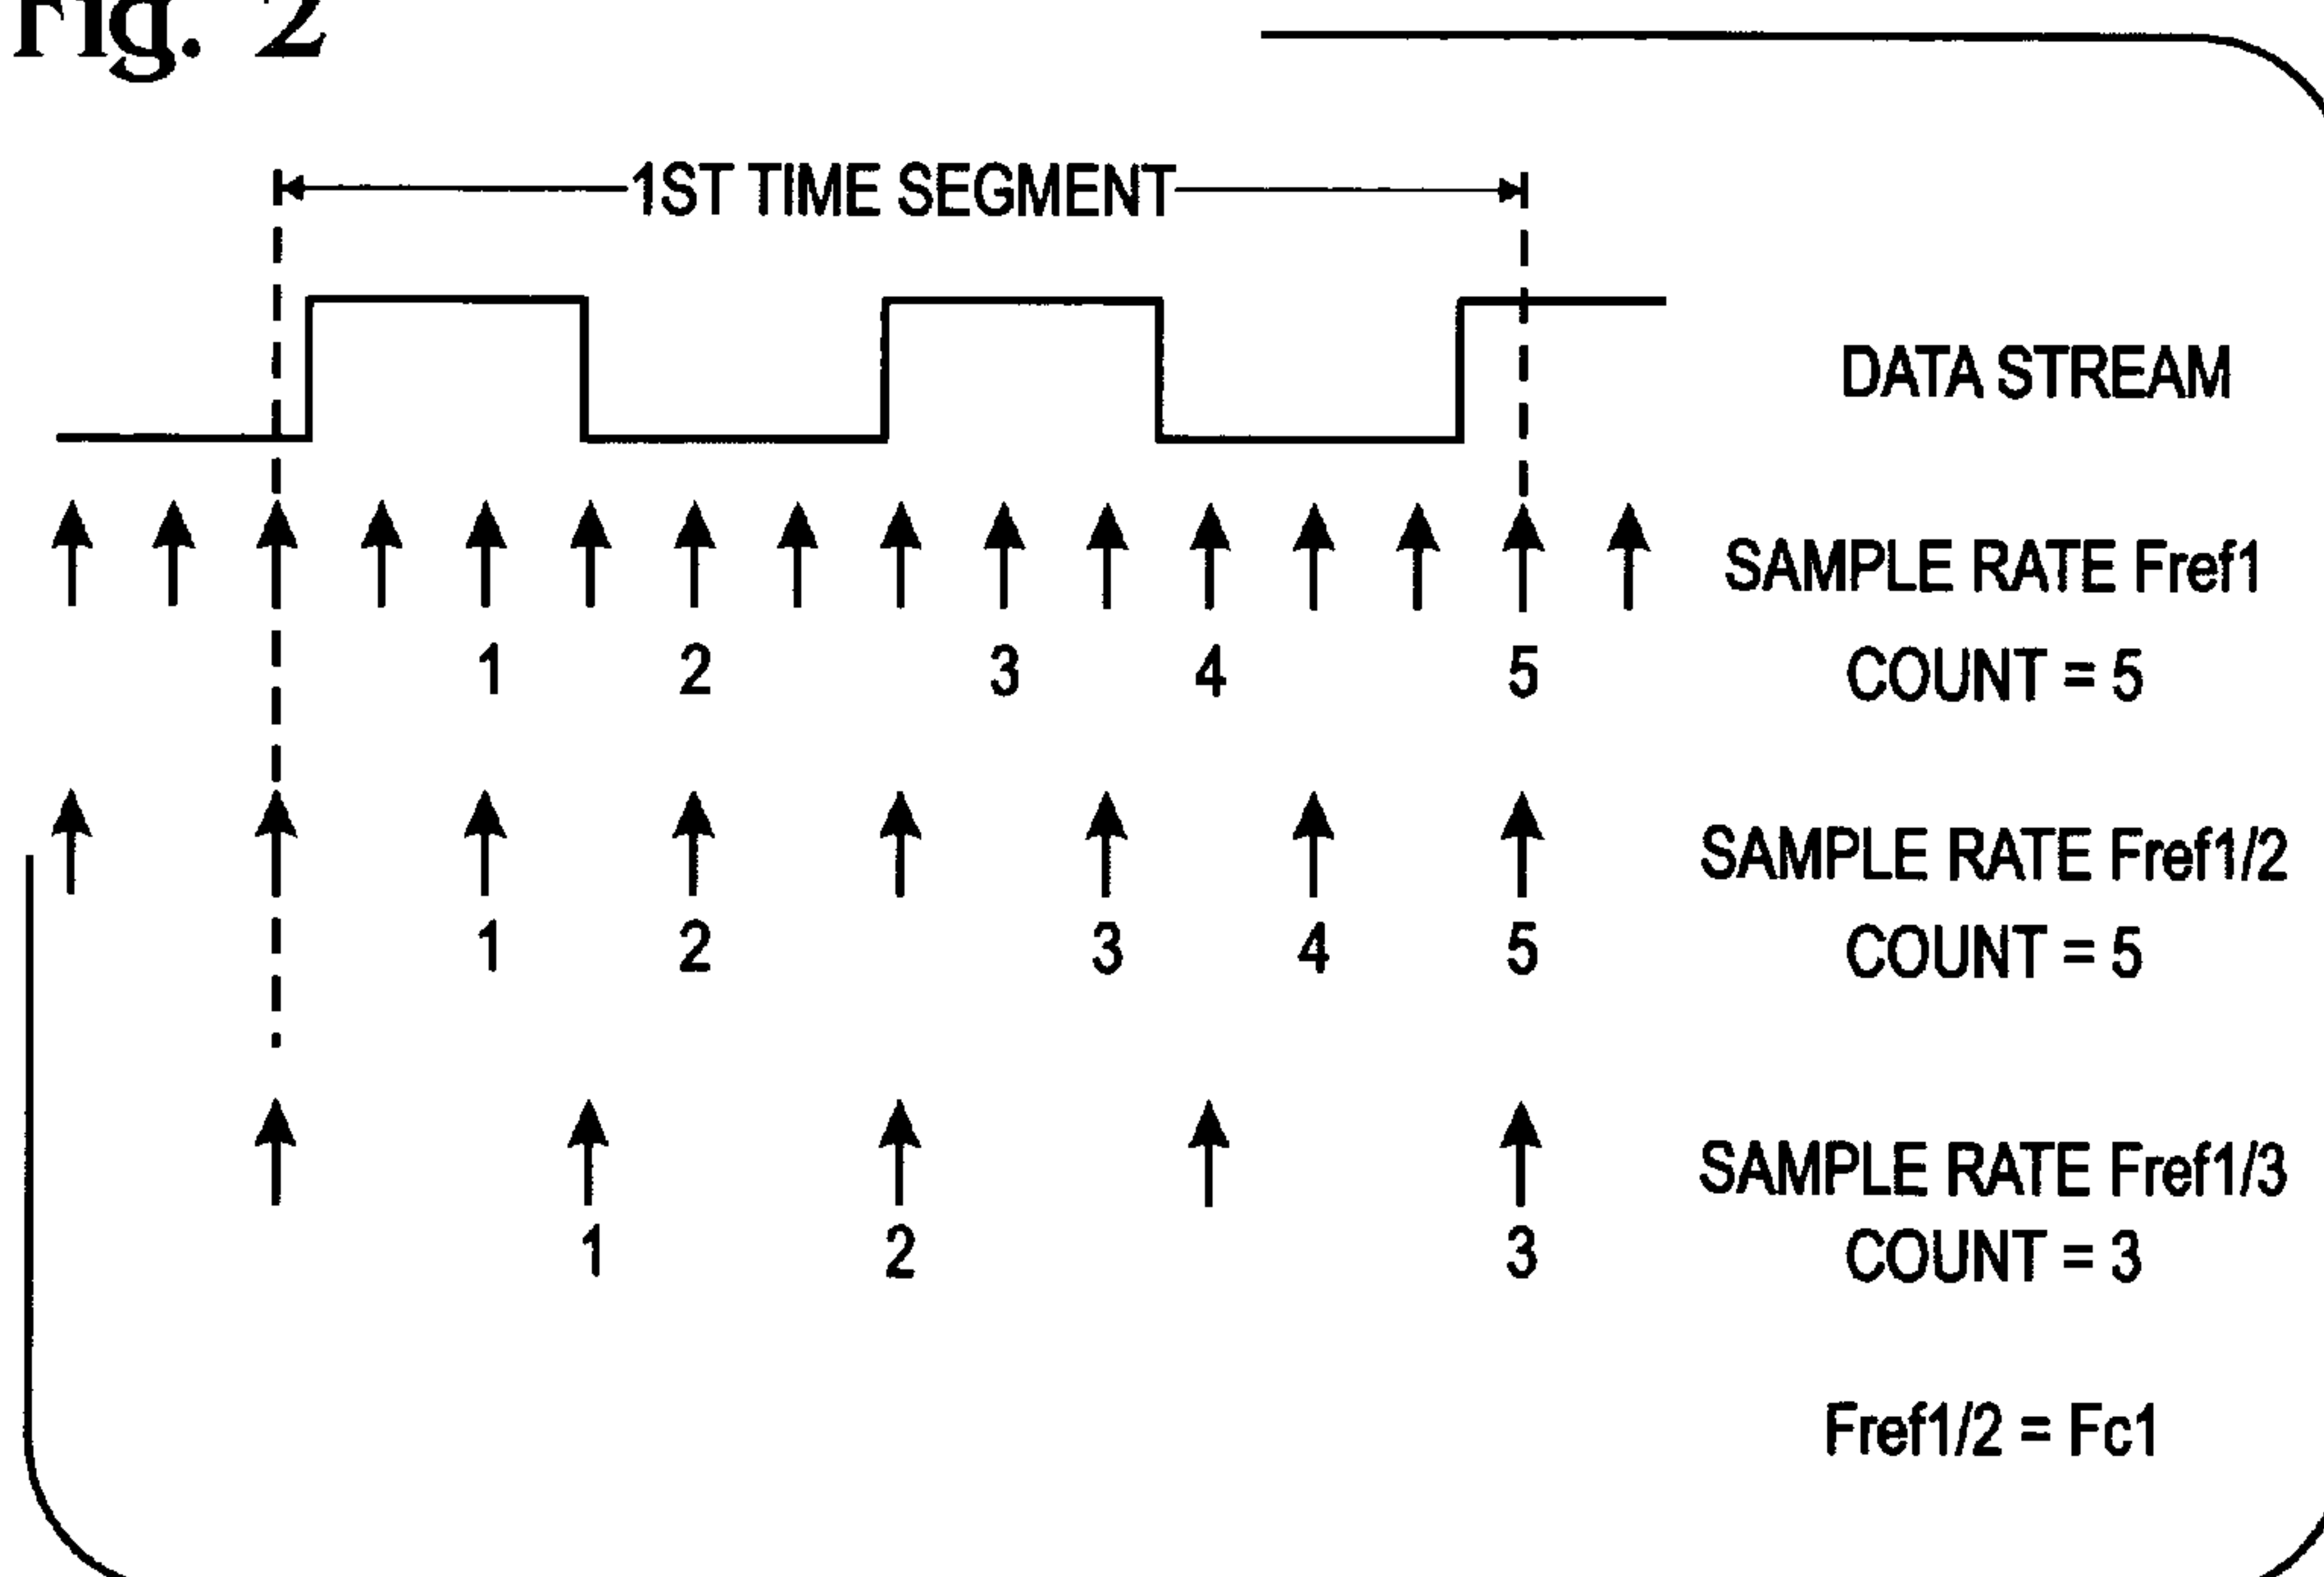 Fig. 2
1ST TIME SEGMENT
DATA STREAM
SAMPLE RATE Fref1
1 2 3 4 5 COUNT = 5
SAMPLE RATE Fref1/2
1 2 3 4 5 COUNT = 5
SAMPLE RATE Fref1/3
1 2 3 COUNT = 3
Fref1/2 = Fc1